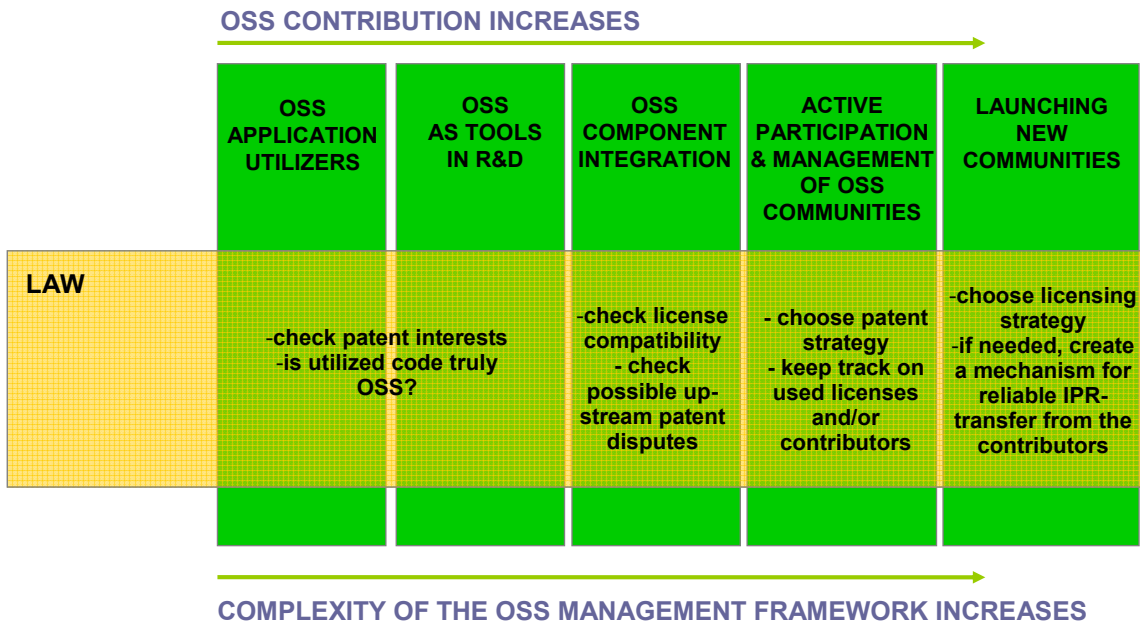 OSS CONTRIBUTION INCREASES
OSS
APPLICATION
UTILIZERS
OSS
AS TOOLS
IN R&D
OSS
COMPONENT
INTEGRATION
ACTIVE
PARTICIPATION
& MANAGEMENT
OF OSS
COMMUNITIES
LAUNCHING
NEW
COMMUNITIES
LAW
-check patent interests
-is utilized code truly
OSS?
-check license
compatibility
- check
possible up-
stream patent
disputes
- choose patent
strategy
- keep track on
used licenses
and/or
contributors
-choose licensing
strategy
-if needed, create
a mechanism for
reliable IPR-
transfer from the
contributors
COMPLEXITY OF THE OSS MANAGEMENT FRAMEWORK INCREASES